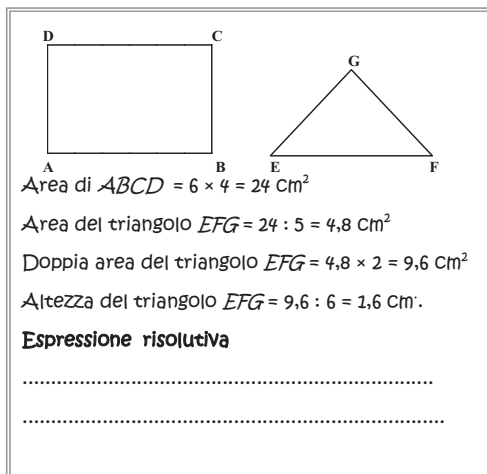 D C
G
A B E F
Area di ABCD = 6 × 4 = 24 cm²
Area del triangolo EFG = 24 : 5 = 4,8 cm²
Doppia area del triangolo EFG = 4,8 × 2 = 9,6 cm²
Altezza del triangolo EFG = 9,6 : 6 = 1,6 cm.
Espressione risolutiva
..........................................................................
............................................................................